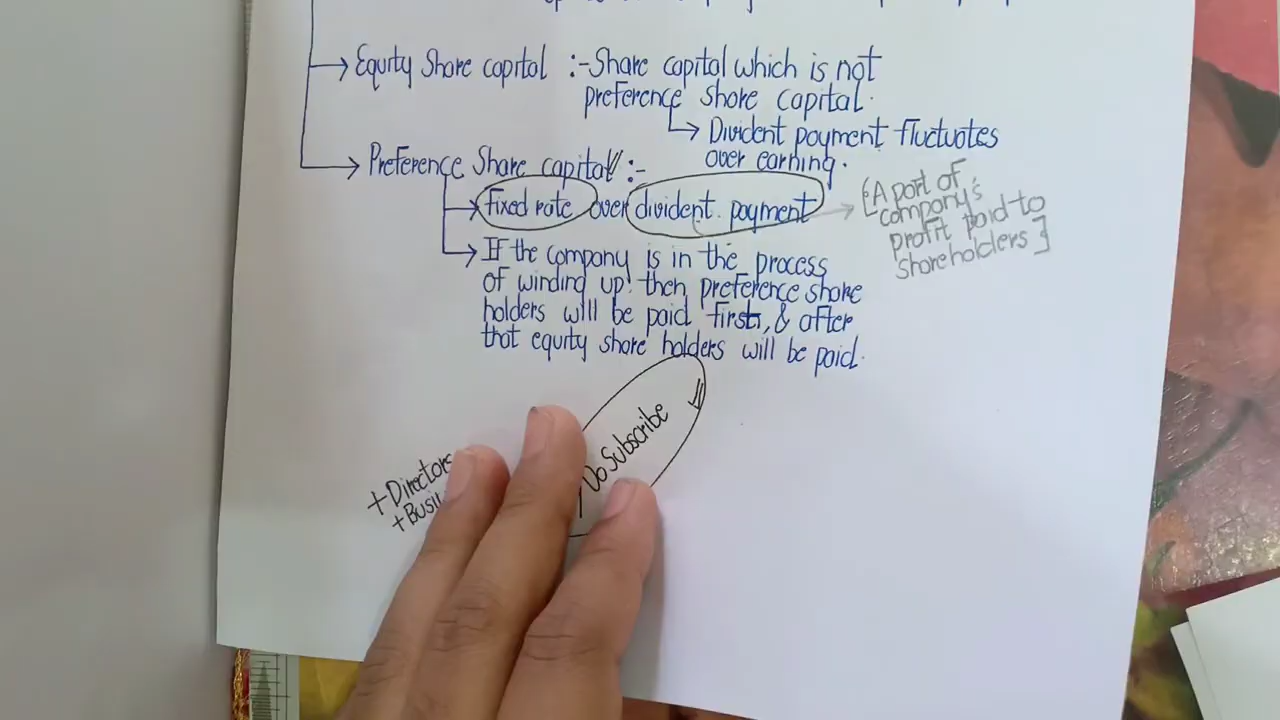 Equity Share capital :- Share capital which is not
preference share capital.
Divident payment fluctuates
over earning.
Preference Share capital :-
fixed rate over divident payment
[A part of
company's
profit paid to
shareholders]
If the company is in the process
of winding up! then preference share
holders will be paid first, & after
that equity share holders will be paid.
Do Subscribe
+ Directors